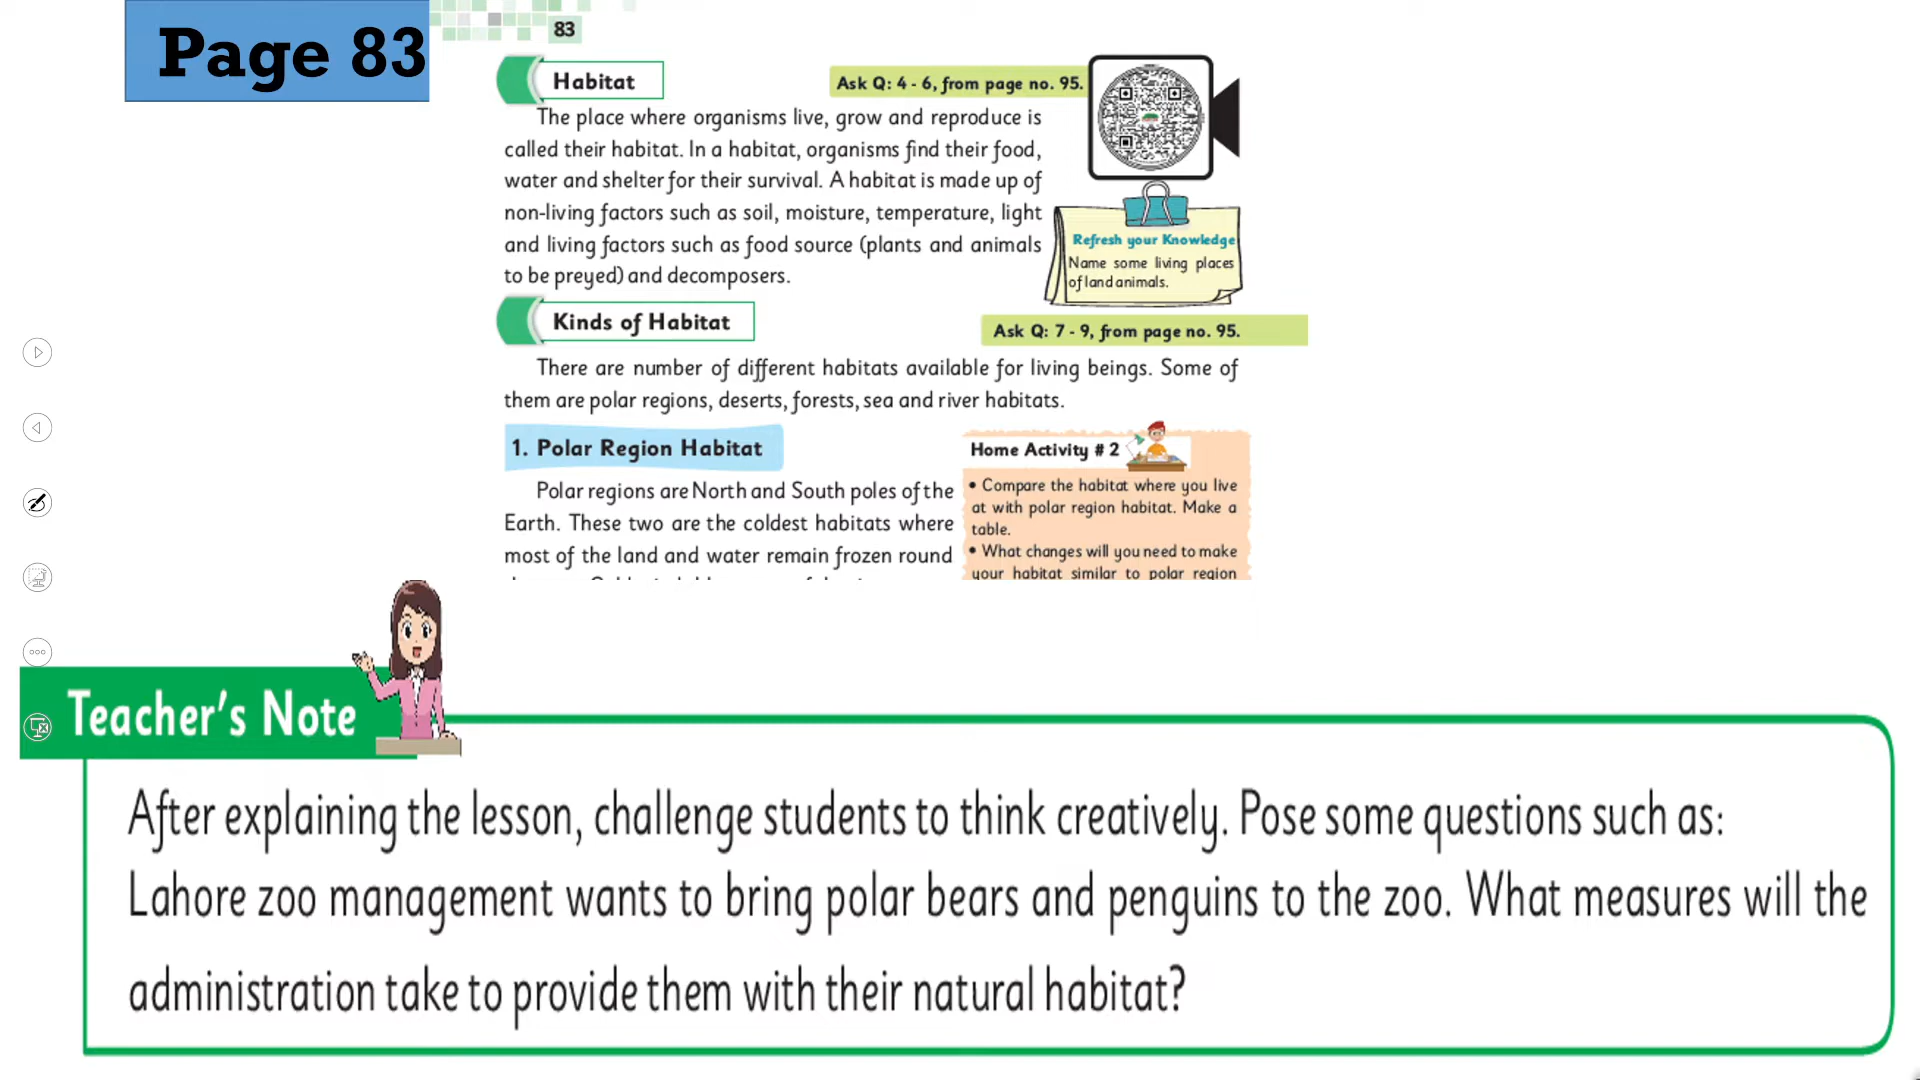 Page 83
83
Habitat
Ask Q: 4 - 6, from page no. 95.
The place where organisms live, grow and reproduce is
called their habitat. In a habitat, organisms find their food,
water and shelter for their survival. A habitat is made up of
non-living factors such as soil, moisture, temperature, light
and living factors such as food source (plants and animals
to be preyed) and decomposers.
Refresh your Knowledge
Name some living places
of land animals.
Kinds of Habitat
Ask Q: 7 - 9, from page no. 95.
There are number of different habitats available for living beings. Some of
them are polar regions, deserts, forests, sea and river habitats.
1. Polar Region Habitat
Polar regions are North and South poles of the
Earth. These two are the coldest habitats where
most of the land and water remain frozen round
Home Activity # 2
• Compare the habitat where you live
at with polar region habitat. Make a
table.
• What changes will you need to make
your habitat similar to polar region
Teacher's Note
After explaining the lesson, challenge students to think creatively. Pose some questions such as:
Lahore zoo management wants to bring polar bears and penguins to the zoo. What measures will the
administration take to provide them with their natural habitat?